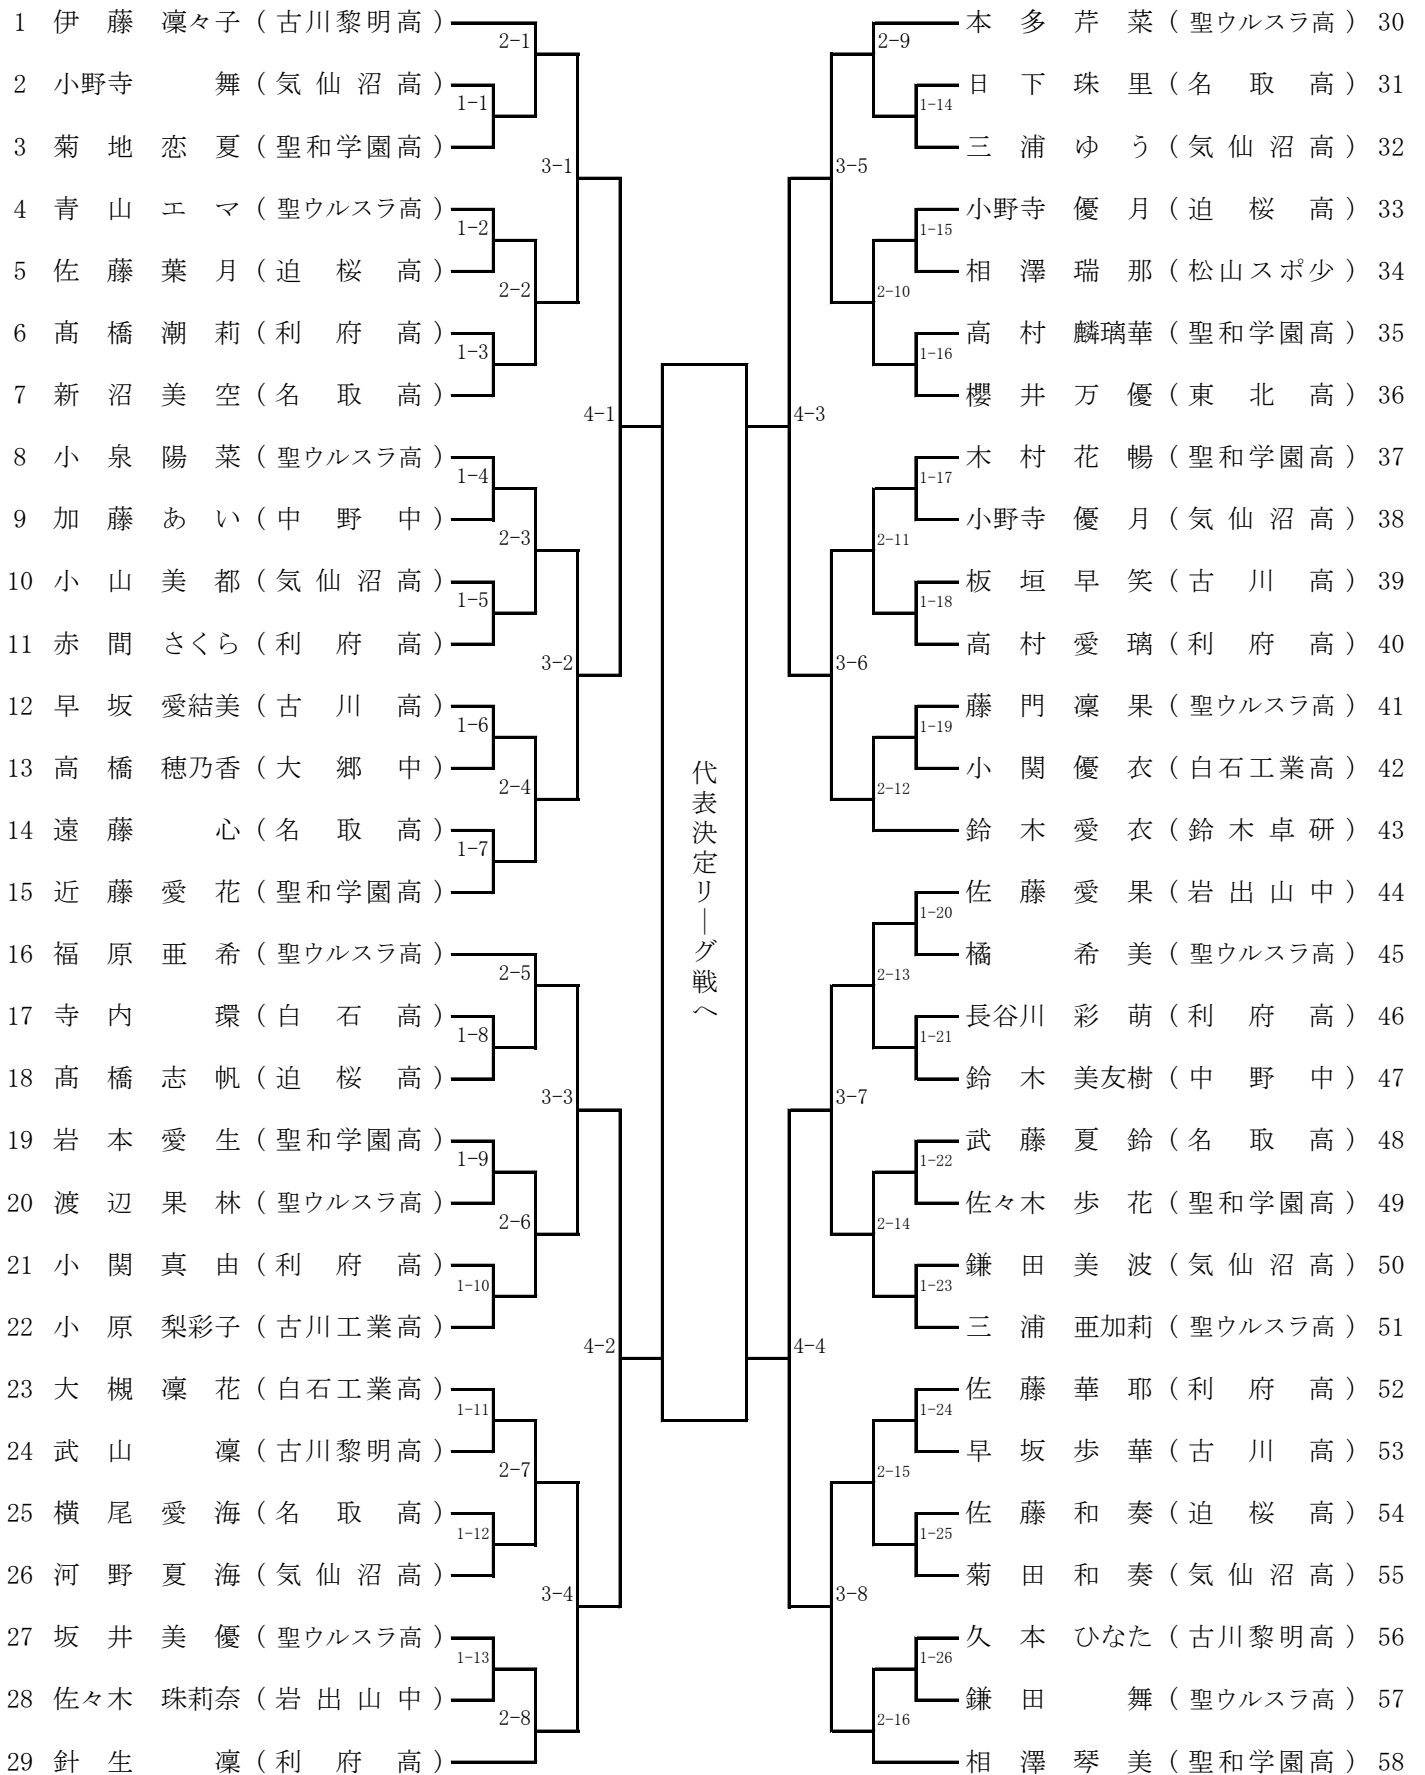 1 伊藤 凜々子 (古川黎明高)
2 小野寺 舞 (気仙沼高)
3 菊地 恋夏 (聖和学園高)
4 青山 エマ (聖ウルスラ高)
5 佐藤 葉月 (迫桜高)
6 髙橋 潮莉 (利府高)
7 新沼 美空 (名取高)
8 小泉 陽菜 (聖ウルスラ高)
9 加藤 あい (中野中)
10 小山 美都 (気仙沼高)
11 赤間 さくら (利府高)
12 早坂 愛結美 (古川高)
13 高橋 穂乃香 (大郷中)
14 遠藤 心 (名取高)
15 近藤 愛花 (聖和学園高)
16 福原 亜希 (聖ウルスラ高)
17 寺内 環 (白石高)
18 髙橋 志帆 (迫桜高)
19 岩本 愛生 (聖和学園高)
20 渡辺 果林 (聖ウルスラ高)
21 小関 真由 (利府高)
22 小原 梨彩子 (古川工業高)
23 大槻 凜花 (白石工業高)
24 武山 凜 (古川黎明高)
25 横尾 愛海 (名取高)
26 河野 夏海 (気仙沼高)
27 坂井 美優 (聖ウルスラ高)
28 佐々木 珠莉奈 (岩出山中)
29 針生 凜 (利府高)
1-1
1-2
1-3
1-4
1-5
1-6
1-7
1-8
1-9
1-10
1-11
1-12
1-13
2-1
2-2
2-3
2-4
2-5
2-6
2-7
2-8
3-1
3-2
3-3
3-4
4-1
4-2
代表決定リーグ戦へ
4-3
4-4
3-5
3-6
3-7
3-8
2-9
2-10
2-11
2-12
2-13
2-14
2-15
2-16
1-14
1-15
1-16
1-17
1-18
1-19
1-20
1-21
1-22
1-23
1-24
1-25
1-26
本多 芹菜 (聖ウルスラ高) 30
日下 珠里 (名取高) 31
三浦 ゆう (気仙沼高) 32
小野寺 優月 (迫桜高) 33
相澤 瑞那 (松山スポ少) 34
高村 麟璃華 (聖和学園高) 35
櫻井 万優 (東北高) 36
木村 花暢 (聖和学園高) 37
小野寺 優月 (気仙沼高) 38
板垣 早笑 (古川高) 39
高村 愛璃 (利府高) 40
藤門 凜果 (聖ウルスラ高) 41
小関 優衣 (白石工業高) 42
鈴木 愛衣 (鈴木卓研) 43
佐藤 愛果 (岩出山中) 44
橘 希美 (聖ウルスラ高) 45
長谷川 彩萌 (利府高) 46
鈴木 美友樹 (中野中) 47
武藤 夏鈴 (名取高) 48
佐々木 歩花 (聖和学園高) 49
鎌田 美波 (気仙沼高) 50
三浦 亜加莉 (聖ウルスラ高) 51
佐藤 華耶 (利府高) 52
早坂 歩華 (古川高) 53
佐藤 和奏 (迫桜高) 54
菊田 和奏 (気仙沼高) 55
久本 ひなた (古川黎明高) 56
鎌田 舞 (聖ウルスラ高) 57
相澤 琴美 (聖和学園高) 58